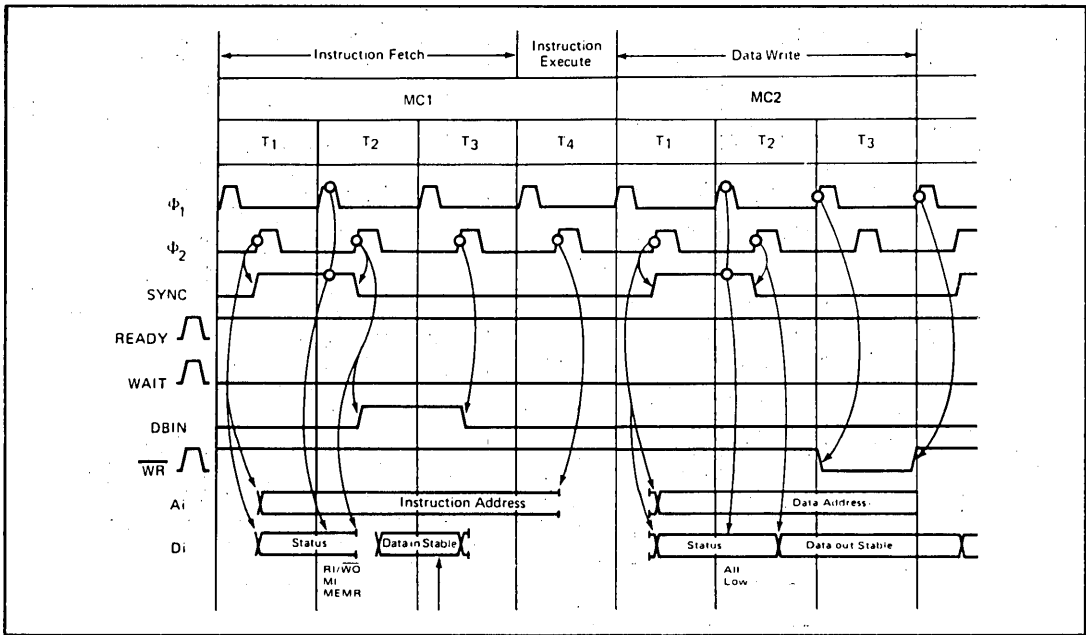 Instruction Fetch
Instruction
Execute
Data Write
MC1
MC2
T1 T2 T3 T4 T1 T2 T3
Φ1
Φ2
SYNC
READY
WAIT
DBIN
WR
Ai Instruction Address Data Address
Di Status Data in Stable Status Data out Stable
RI/WO
MI
MEMR
All
Low